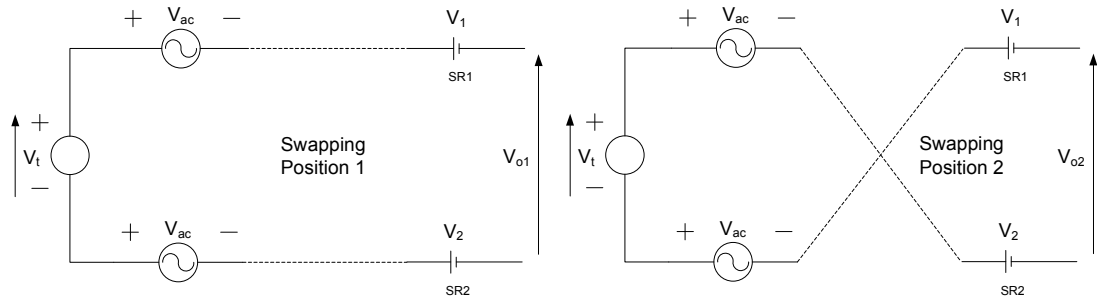 + Vac −
V1
SR1
+
Vt
−
Swapping
Position 1
Vo1
+ Vac −
V2
SR2
+ Vac −
V1
SR1
+
Vt
−
Swapping
Position 2
Vo2
+ Vac −
V2
SR2